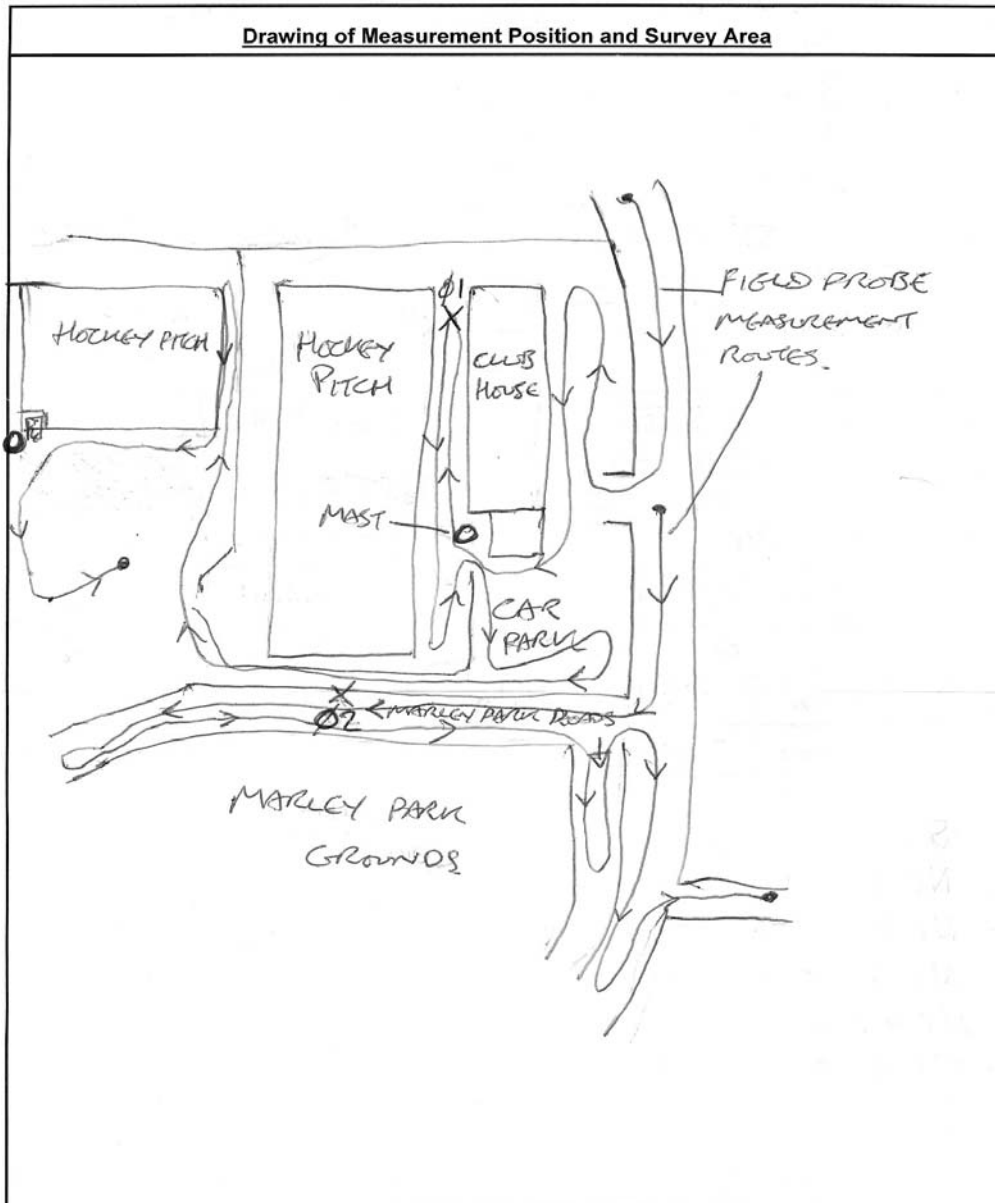 Drawing of Measurement Position and Survey Area
FIELD PROBE
MEASUREMENT
ROUTES.
Ø1
HOCKEY PITCH
HOCKEY
PITCH
CLUB
HOUSE
MAST
CAR
PARK
MARLEY PARK ROADS
Ø2
MARLEY PARK
GROUNDS